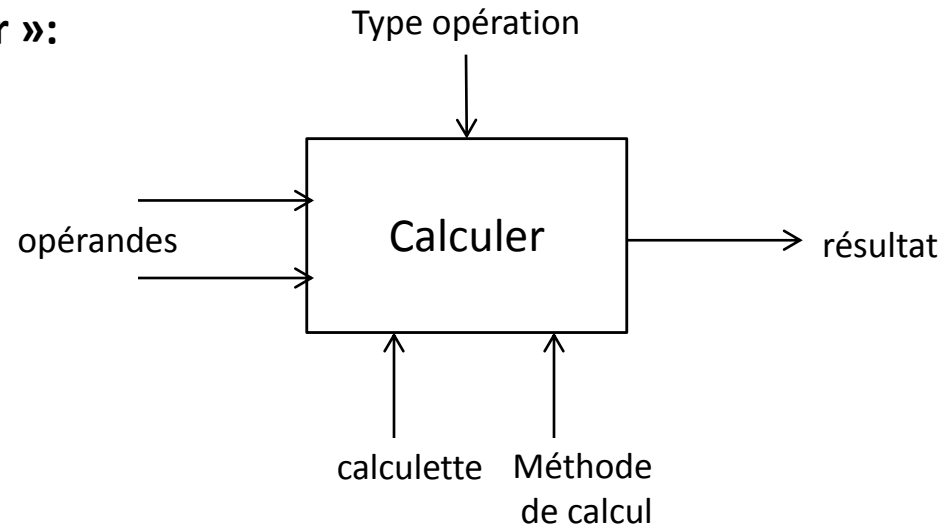 r »:
Type opération
opérandes
Calculer
résultat
calculette
Méthode
de calcul